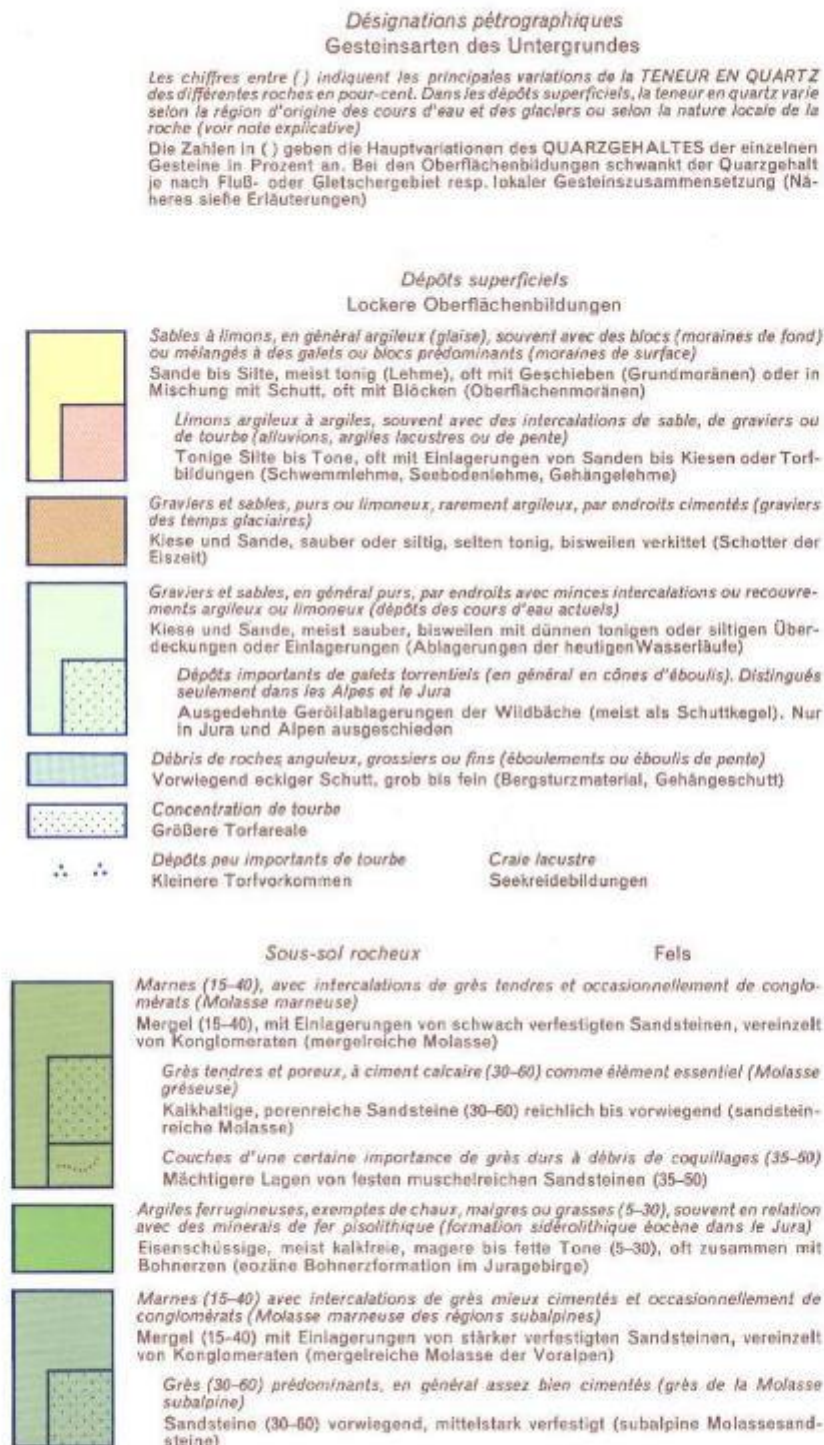 Désignations pétrographiques
Gesteinsarten des Untergrundes
Les chiffres entre ( ) indiquent les principales variations de la TENEUR EN QUARTZ
des différentes roches en pour-cent. Dans les dépôts superficiels, la teneur en quartz varie
selon la région d'origine des cours d'eau et des glaciers ou selon la nature locale de la
roche (voir note explicative)
Die Zahlen in ( ) geben die Hauptvariationen des QUARZGEHALTES der einzelnen
Gesteine in Prozent an. Bei den Oberflächenbildungen schwankt der Quarzgehalt
je nach Fluß- oder Gletschergebiet resp. lokaler Gesteinszusammensetzung (Nä-
heres siehe Erläuterungen)
Dépôts superficiels
Lockere Oberflächenbildungen
Sables à limons, en général argileux (glaise), souvent avec des blocs (moraines de fond)
ou mélangés à des galets ou blocs prédominants (moraines de surface)
Sande bis Silte, meist tonig (Lehme), oft mit Geschieben (Grundmoränen) oder in
Mischung mit Schutt, oft mit Blöcken (Oberflächenmoränen)
Limons argileux à argiles, souvent avec des intercalations de sable, de graviers ou
de tourbe (alluvions, argiles lacustres ou de pente)
Tonige Silte bis Tone, oft mit Einlagerungen von Sanden bis Kiesen oder Torf-
bildungen (Schwemmlehme, Seebodenlehme, Gehängelehme)
Graviers et sables, purs ou limoneux, rarement argileux, par endroits cimentés (graviers
des temps glaciaires)
Kiese und Sande, sauber oder siltig, selten tonig, bisweilen verkittet (Schotter der
Eiszeit)
Graviers et sables, en général purs, par endroits avec minces intercalations ou recouvre-
ments argileux ou limoneux (dépôts des cours d'eau actuels)
Kiese und Sande, meist sauber, bisweilen mit dünnen tonigen oder siltigen Über-
deckungen oder Einlagerungen (Ablagerungen der heutigen Wasserläufe)
Dépôts importants de galets torrentiels (en général en cônes d'éboulis). Distingués
seulement dans les Alpes et le Jura
Ausgedehnte Geröllablagerungen der Wildbäche (meist als Schuttkegel). Nur
in Jura und Alpen ausgeschieden
Débris de roches anguleux, grossiers ou fins (éboulements ou éboulis de pente)
Vorwiegend eckiger Schutt, grob bis fein (Bergsturzmaterial, Gehängeschutt)
Concentration de tourbe
Größere Torfareale
Dépôts peu importants de tourbe Craie lacustre
Kleinere Torfvorkommen Seekreidebildungen
Sous-sol rocheux Fels
Marnes (15–40), avec intercalations de grès tendres et occasionnellement de conglo-
mérats (Molasse marneuse)
Mergel (15–40), mit Einlagerungen von schwach verfestigten Sandsteinen, vereinzelt
von Konglomeraten (mergelreiche Molasse)
Grès tendres et poreux, à ciment calcaire (30–60) comme élément essentiel (Molasse
gréseuse)
Kalkhaltige, porenreiche Sandsteine (30–60) reichlich bis vorwiegend (sandstein-
reiche Molasse)
Couches d'une certaine importance de grès durs à débris de coquillages (35–50)
Mächtigere Lagen von festen muschelreichen Sandsteinen (35–50)
Argiles ferrugineuses, exemptes de chaux, maigres ou grasses (5–30), souvent en relation
avec des minerais de fer pisolithique (formation sidérolithique éocène dans le Jura)
Eisenschüssige, meist kalkfreie, magere bis fette Tone (5–30), oft zusammen mit
Bohnerzen (eozäne Bohnerzformation im Juragebirge)
Marnes (15–40) avec intercalations de grès mieux cimentés et occasionnellement de
conglomérats (Molasse marneuse des régions subalpines)
Mergel (15–40) mit Einlagerungen von stärker verfestigten Sandsteinen, vereinzelt
von Konglomeraten (mergelreiche Molasse der Voralpen)
Grès (30–60) prédominants, en général assez bien cimentés (grès de la Molasse
subalpine)
Sandsteine (30–60) vorwiegend, mittelstark verfestigt (subalpine Molassesand-
steine)